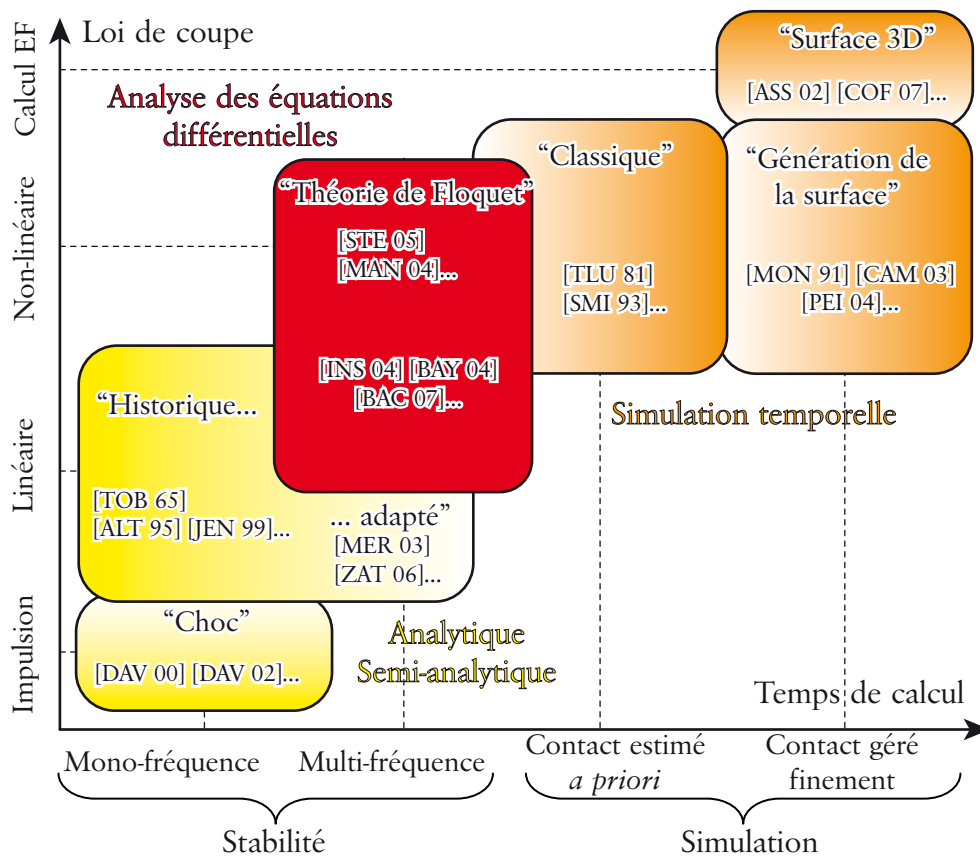 Loi de coupe
Calcul EF
Non-linéaire
Linéaire
Impulsion
“Surface 3D”
[ASS 02] [COF 07]...
Analyse des équations
différentielles
“Classique”
[TLU 81]
[SMI 93]...
“Génération de
la surface”
[MON 91] [CAM 03]
[PEI 04]...
“Théorie de Floquet”
[STE 05]
[MAN 04]...
[INS 04] [BAY 04]
[BAC 07]...
Simulation temporelle
“Historique...
[TOB 65]
[ALT 95] [JEN 99]...
... adapté”
[MER 03]
[ZAT 06]...
“Choc”
[DAV 00] [DAV 02]...
Analytique
Semi-analytique
Temps de calcul
Mono-fréquence
Multi-fréquence
Contact estimé
a priori
Contact géré
finement
Stabilité
Simulation